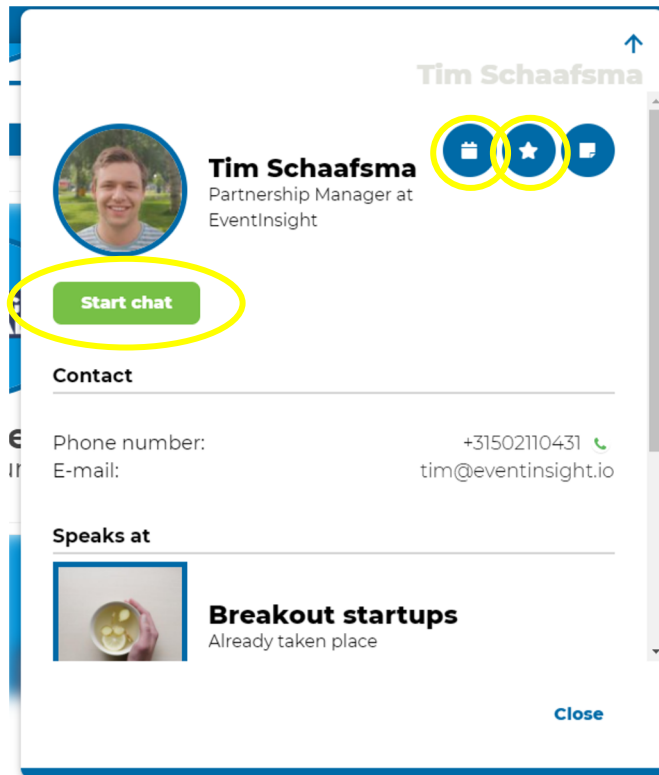 Tim Schaafsma
Tim Schaafsma
Partnership Manager at
EventInsight
Start chat
Contact
Phone number: +31502110431
E-mail: tim@eventinsight.io
Speaks at
Breakout startups
Already taken place
Close